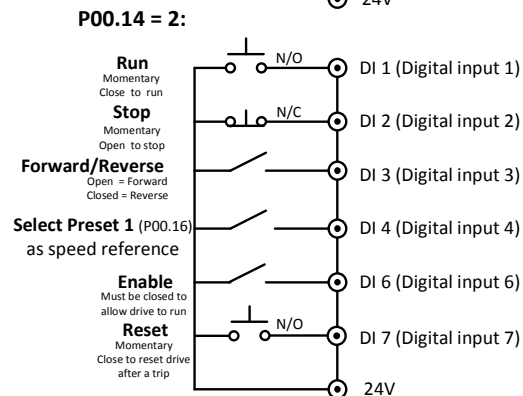 24V
P00.14 = 2:
Run
Momentary
Close to run
N/O
DI 1 (Digital input 1)
Stop
Momentary
Open to stop
N/C
DI 2 (Digital input 2)
Forward/Reverse
Open = Forward
Closed = Reverse
DI 3 (Digital input 3)
Select Preset 1 (P00.16)
as speed reference
DI 4 (Digital input 4)
Enable
Must be closed to
allow drive to run
DI 6 (Digital input 6)
Reset
Momentary
Close to reset drive
after a trip
N/O
DI 7 (Digital input 7)
24V